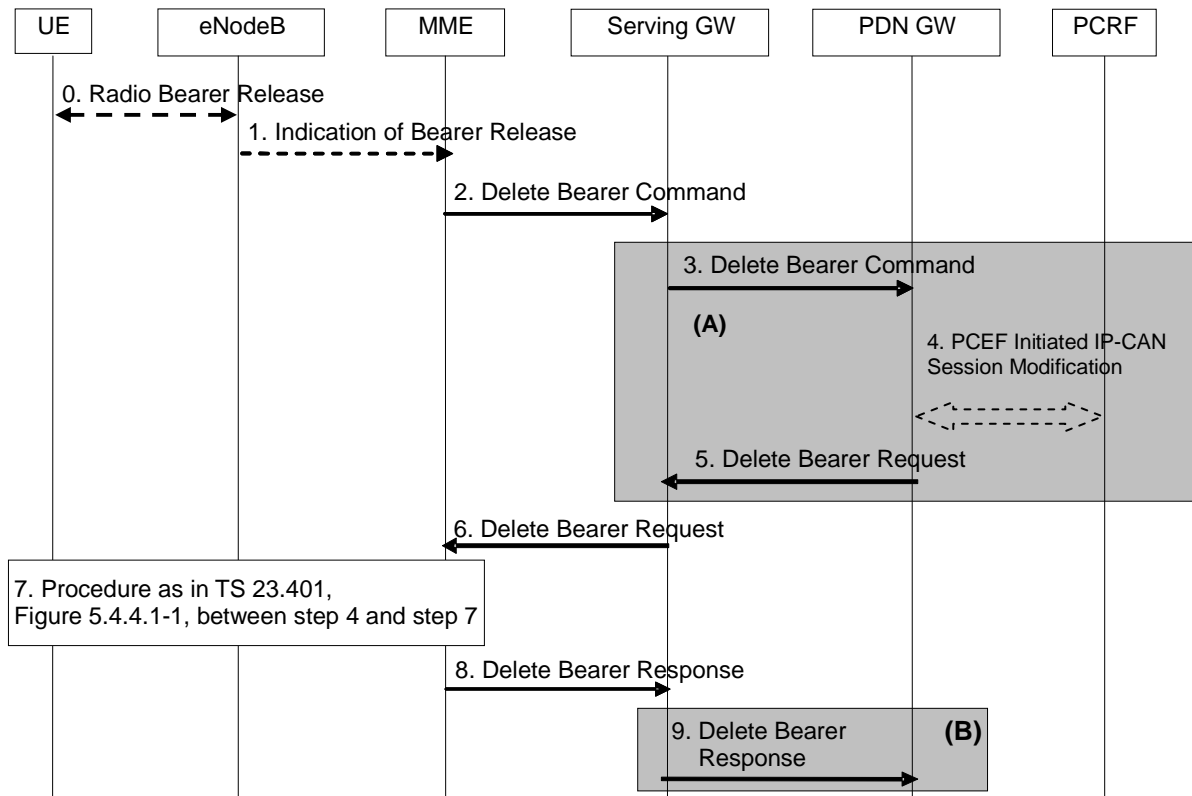 UE
eNodeB
MME
Serving GW
PDN GW
PCRF
0. Radio Bearer Release
1. Indication of Bearer Release
2. Delete Bearer Command
3. Delete Bearer Command
(A)
4. PCEF Initiated IP-CAN
Session Modification
5. Delete Bearer Request
6. Delete Bearer Request
7. Procedure as in TS 23.401,
Figure 5.4.4.1-1, between step 4 and step 7
8. Delete Bearer Response
9. Delete Bearer
Response
(B)